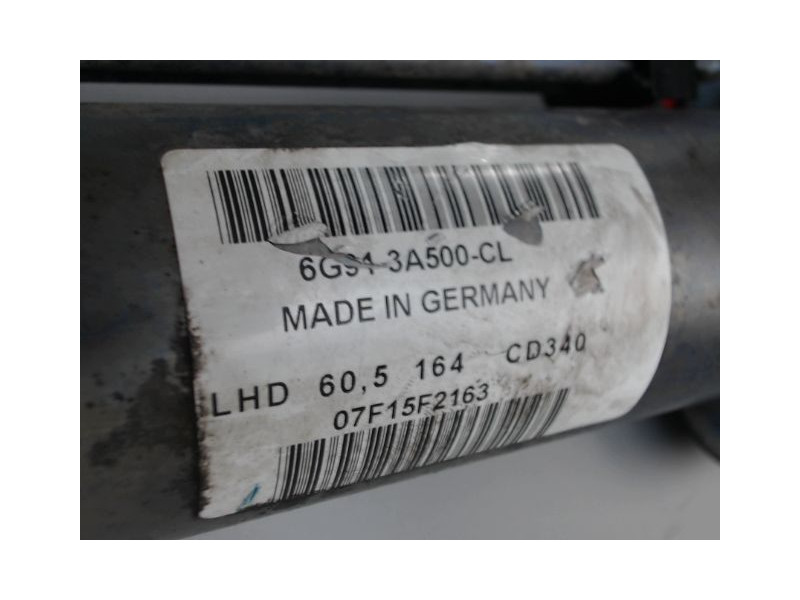 6G91-3A500-CL
MADE IN GERMANY
LHD 60,5 164 CD340
07F15F2163